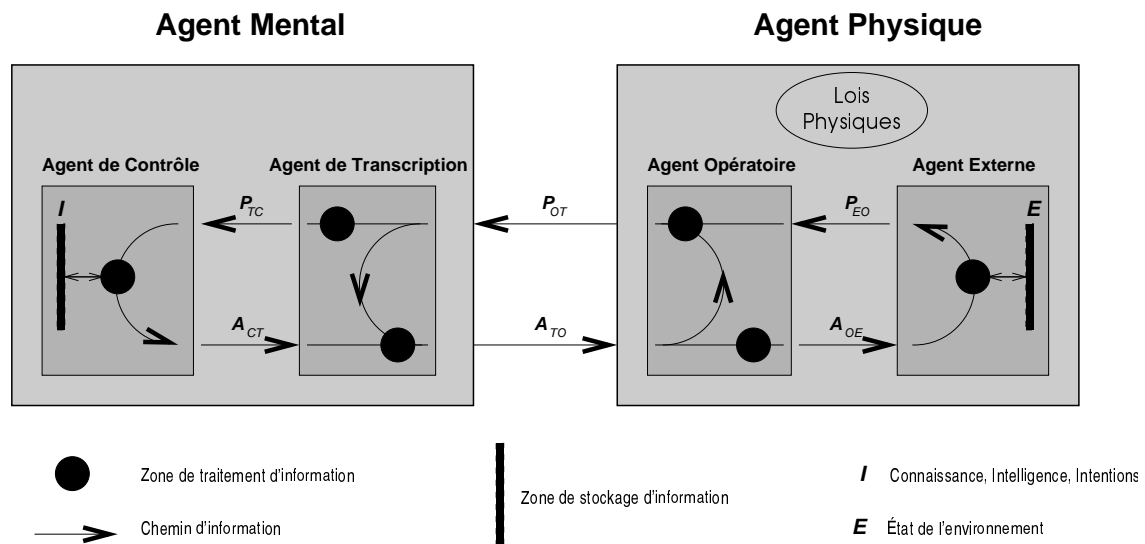 Agent Mental
Agent Physique
Lois
Physiques
Agent de Contrôle
Agent de Transcription
Agent Opératoire
Agent Externe
I
P_TC
P_OT
P_EO
E
A_CT
A_TO
A_OE
Zone de traitement d'information
Chemin d'information
Zone de stockage d'information
I Connaissance, Intelligence, Intentions
E État de l'environnement